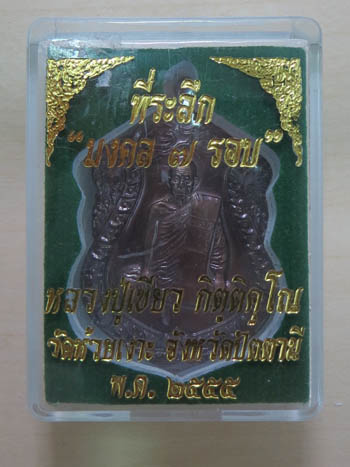 ที่ระลึก
"มงคล ๗ รอบ"
หลวงปู่เขียว กิตฺติคุโณ
วัดห้วยเงาะ จังหวัดปัตตานี
พ.ศ. ๒๕๕๕